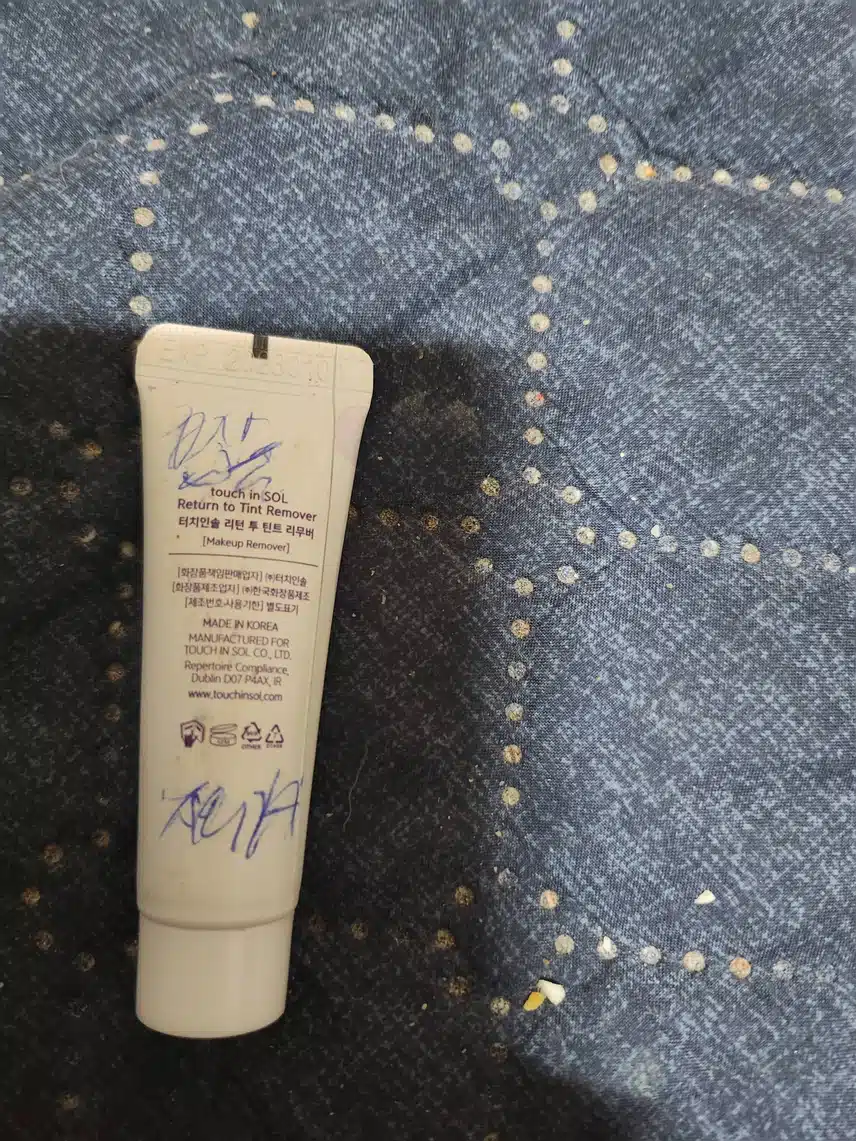 touch in SOL
Return to Tint Remover
터치인솔 리턴 투 틴트 리무버
[Makeup Remover]
[화장품책임판매업자] ㈜터치인솔
[화장품제조업자] ㈜한국화장품제조
[제조번호·사용기한] 별도표기
MADE IN KOREA
MANUFACTURED FOR
TOUCH IN SOL CO., LTD.
Repertoire Compliance,
Dublin D07 P4AX, IR
www.touchinsol.com
OTHER